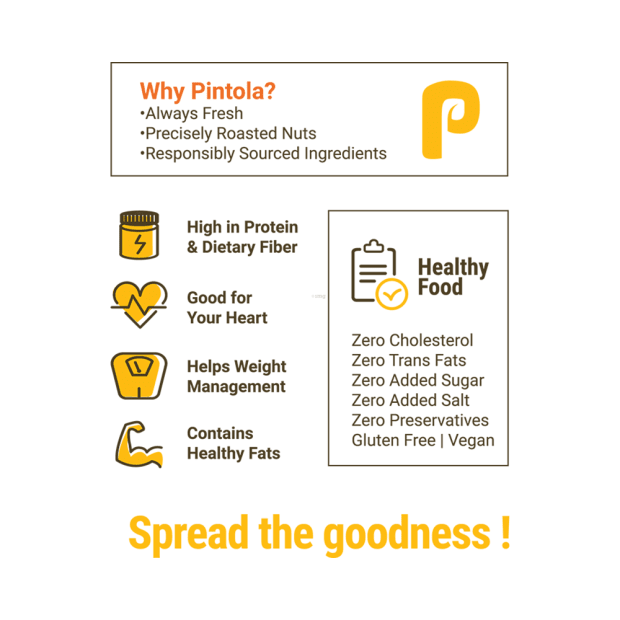 Why Pintola?
•Always Fresh
•Precisely Roasted Nuts
•Responsibly Sourced Ingredients
High in Protein
& Dietary Fiber
Good for
Your Heart
Helps Weight
Management
Contains
Healthy Fats
Healthy
Food
Zero Cholesterol
Zero Trans Fats
Zero Added Sugar
Zero Added Salt
Zero Preservatives
Gluten Free | Vegan
Spread the goodness !